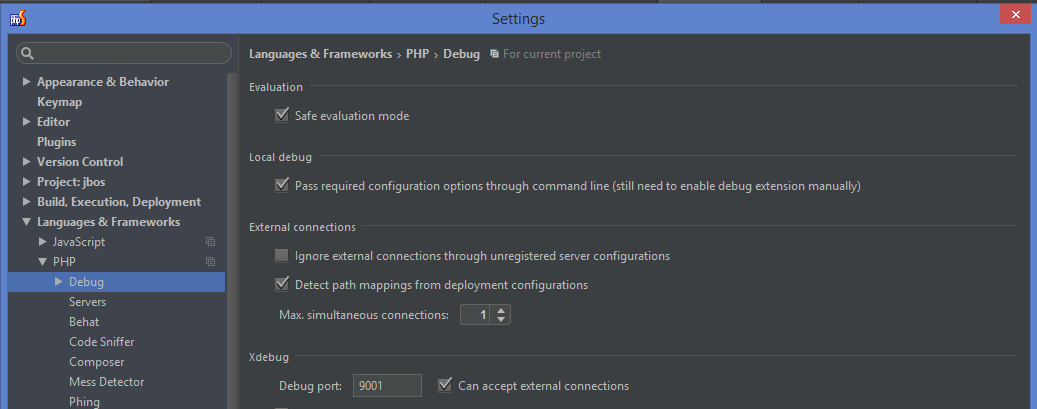 php S
Settings
Languages & Frameworks › PHP › Debug For current project
Appearance & Behavior
Keymap
Editor
Plugins
Version Control
Project: jbos
Build, Execution, Deployment
Languages & Frameworks
JavaScript
PHP
Debug
Servers
Behat
Code Sniffer
Composer
Mess Detector
Phing
Evaluation
Safe evaluation mode
Local debug
Pass required configuration options through command line (still need to enable debug extension manually)
External connections
Ignore external connections through unregistered server configurations
Detect path mappings from deployment configurations
Max. simultaneous connections: 1
Xdebug
Debug port: 9001 Can accept external connections